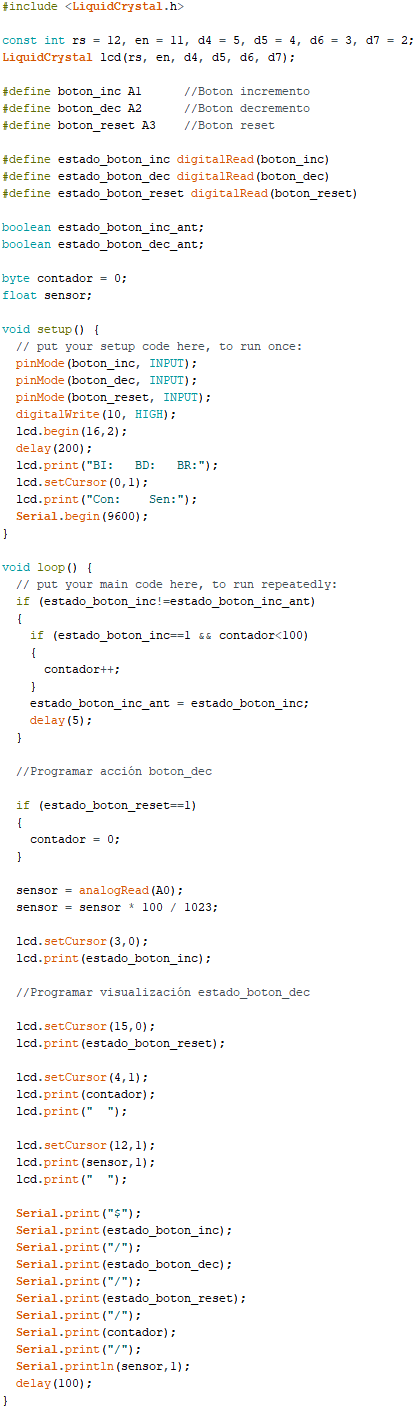 #include <LiquidCrystal.h>
const int rs = 12, en = 11, d4 = 5, d5 = 4, d6 = 3, d7 = 2;
LiquidCrystal lcd(rs, en, d4, d5, d6, d7);
#define boton_inc A1      //Boton incremento
#define boton_dec A2      //Boton decremento
#define boton_reset A3    //Boton reset
#define estado_boton_inc digitalRead(boton_inc)
#define estado_boton_dec digitalRead(boton_dec)
#define estado_boton_reset digitalRead(boton_reset)
boolean estado_boton_inc_ant;
boolean estado_boton_dec_ant;
byte contador = 0;
float sensor;
void setup() {
  // put your setup code here, to run once:
  pinMode(boton_inc, INPUT);
  pinMode(boton_dec, INPUT);
  pinMode(boton_reset, INPUT);
  digitalWrite(10, HIGH);
  lcd.begin(16,2);
  delay(200);
  lcd.print("BI:   BD:   BR:");
  lcd.setCursor(0,1);
  lcd.print("Con:    Sen:");
  Serial.begin(9600);
}
void loop() {
  // put your main code here, to run repeatedly:
  if (estado_boton_inc!=estado_boton_inc_ant)
  {
    if (estado_boton_inc==1 && contador<100)
    {
      contador++;
    }
    estado_boton_inc_ant = estado_boton_inc;
    delay(5);
  }
  //Programar acción boton_dec
  if (estado_boton_reset==1)
  {
    contador = 0;
  }
  sensor = analogRead(A0);
  sensor = sensor * 100 / 1023;
  lcd.setCursor(3,0);
  lcd.print(estado_boton_inc);
  //Programar visualización estado_boton_dec
  lcd.setCursor(15,0);
  lcd.print(estado_boton_reset);
  lcd.setCursor(4,1);
  lcd.print(contador);
  lcd.print("  ");
  lcd.setCursor(12,1);
  lcd.print(sensor,1);
  lcd.print("  ");
  Serial.print("$");
  Serial.print(estado_boton_inc);
  Serial.print("/");
  Serial.print(estado_boton_dec);
  Serial.print("/");
  Serial.print(estado_boton_reset);
  Serial.print("/");
  Serial.print(contador);
  Serial.print("/");
  Serial.println(sensor,1);
  delay(100);
}